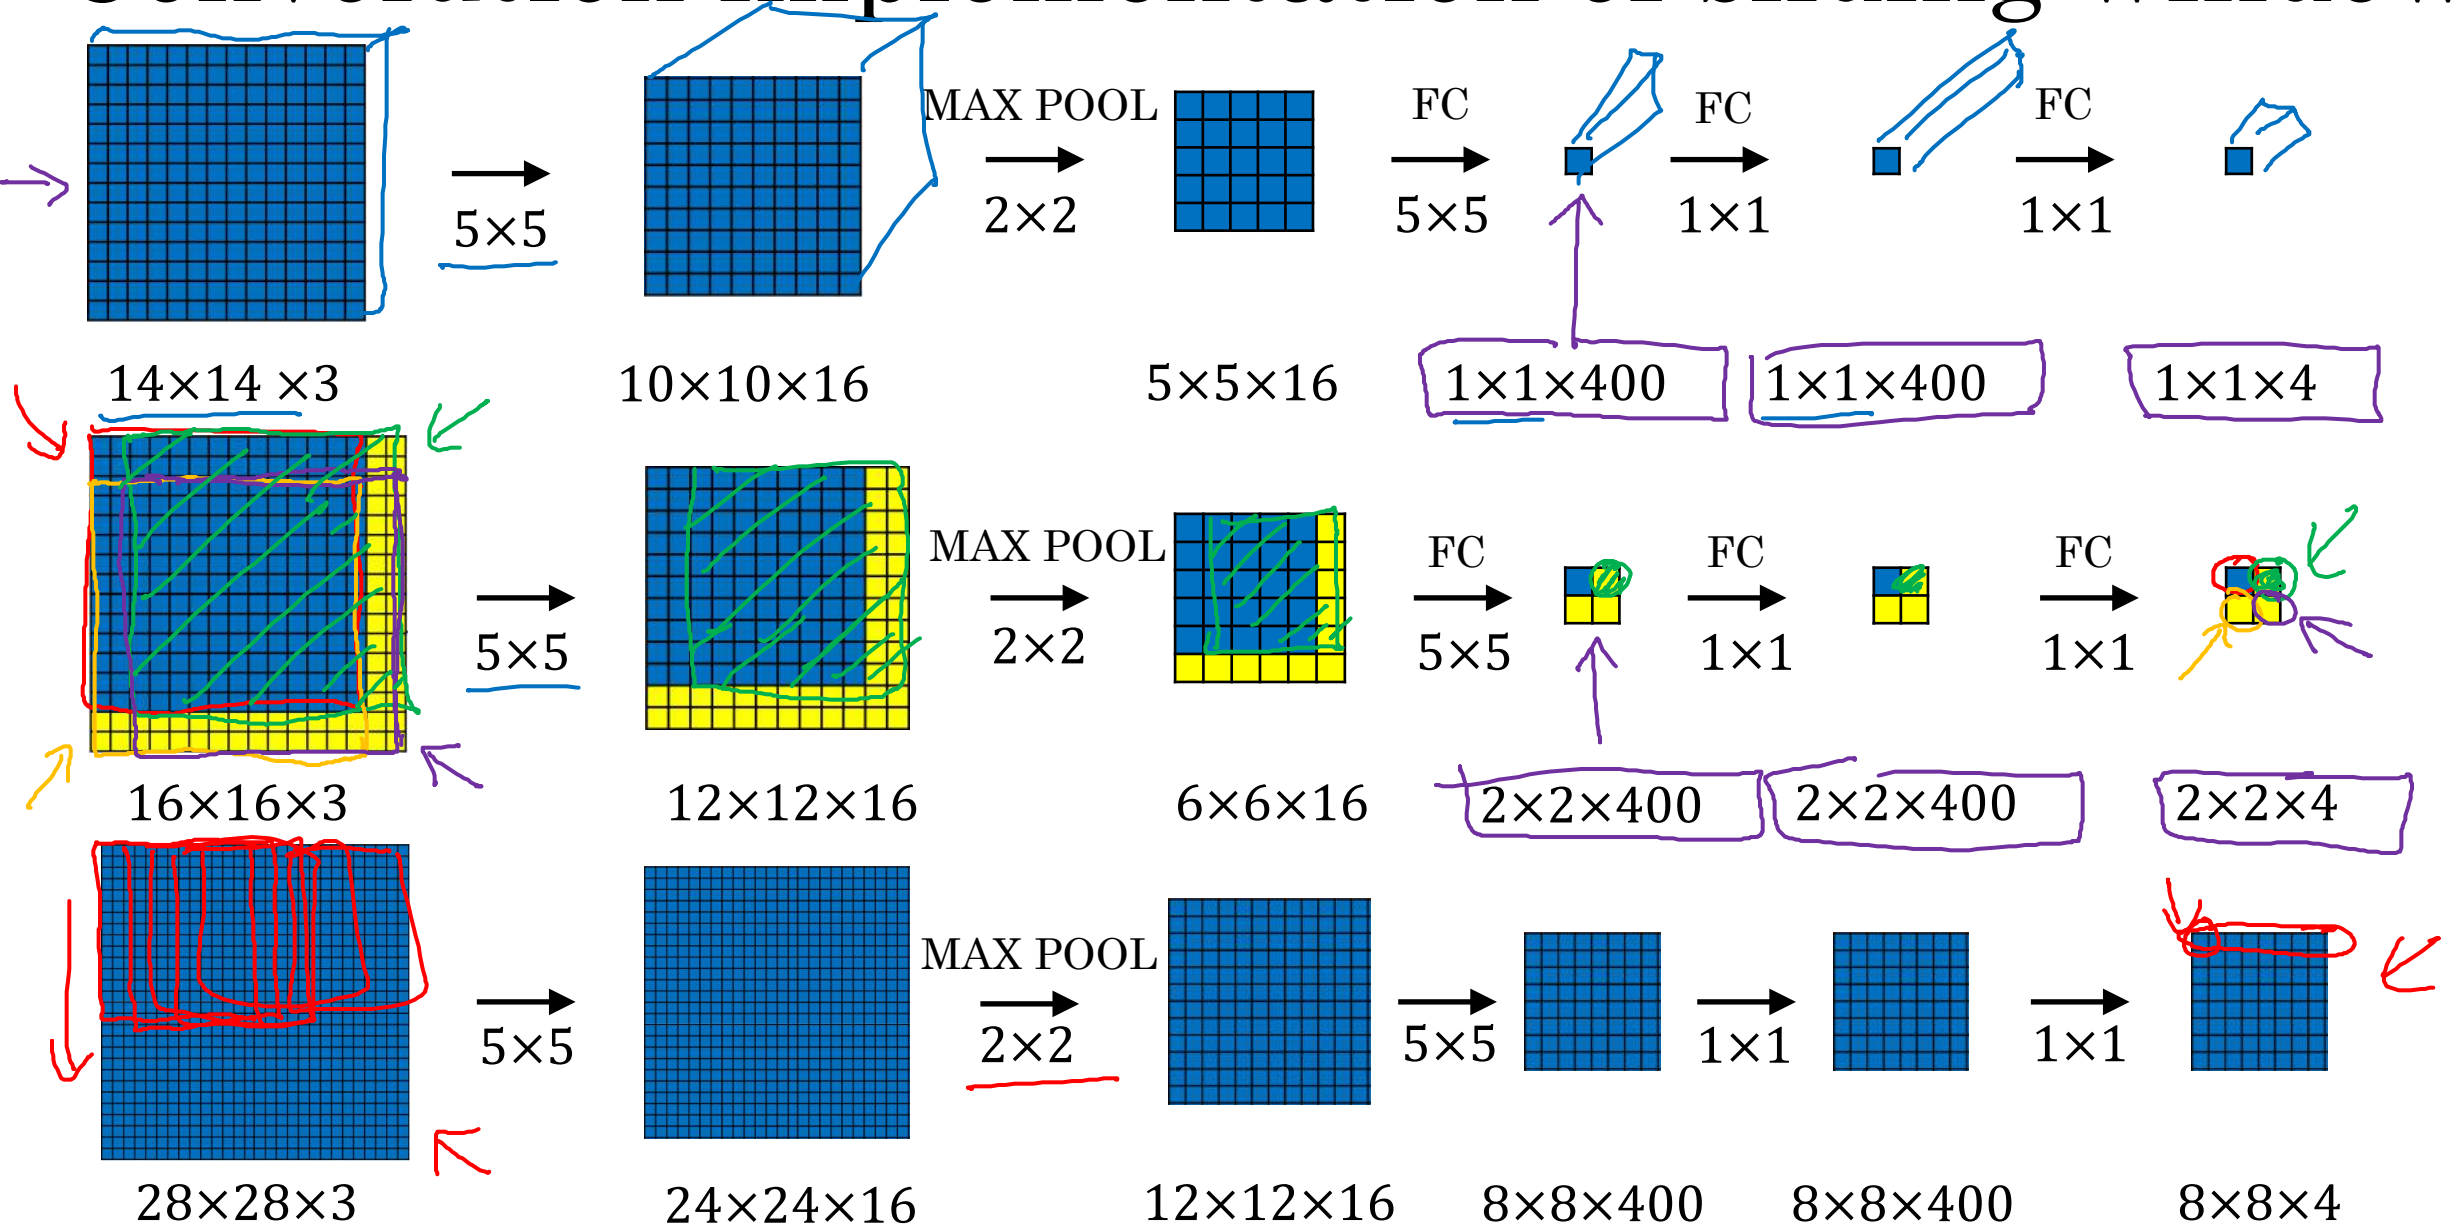 Convolution implementation of sliding windows
MAX POOL FC FC FC
5×5 2×2 5×5 1×1 1×1
14×14 ×3 10×10×16 5×5×16 1×1×400 1×1×400 1×1×4
MAX POOL FC FC FC
5×5 2×2 5×5 1×1 1×1
16×16×3 12×12×16 6×6×16 2×2×400 2×2×400 2×2×4
MAX POOL
5×5 2×2 5×5 1×1 1×1
28×28×3 24×24×16 12×12×16 8×8×400 8×8×400 8×8×4